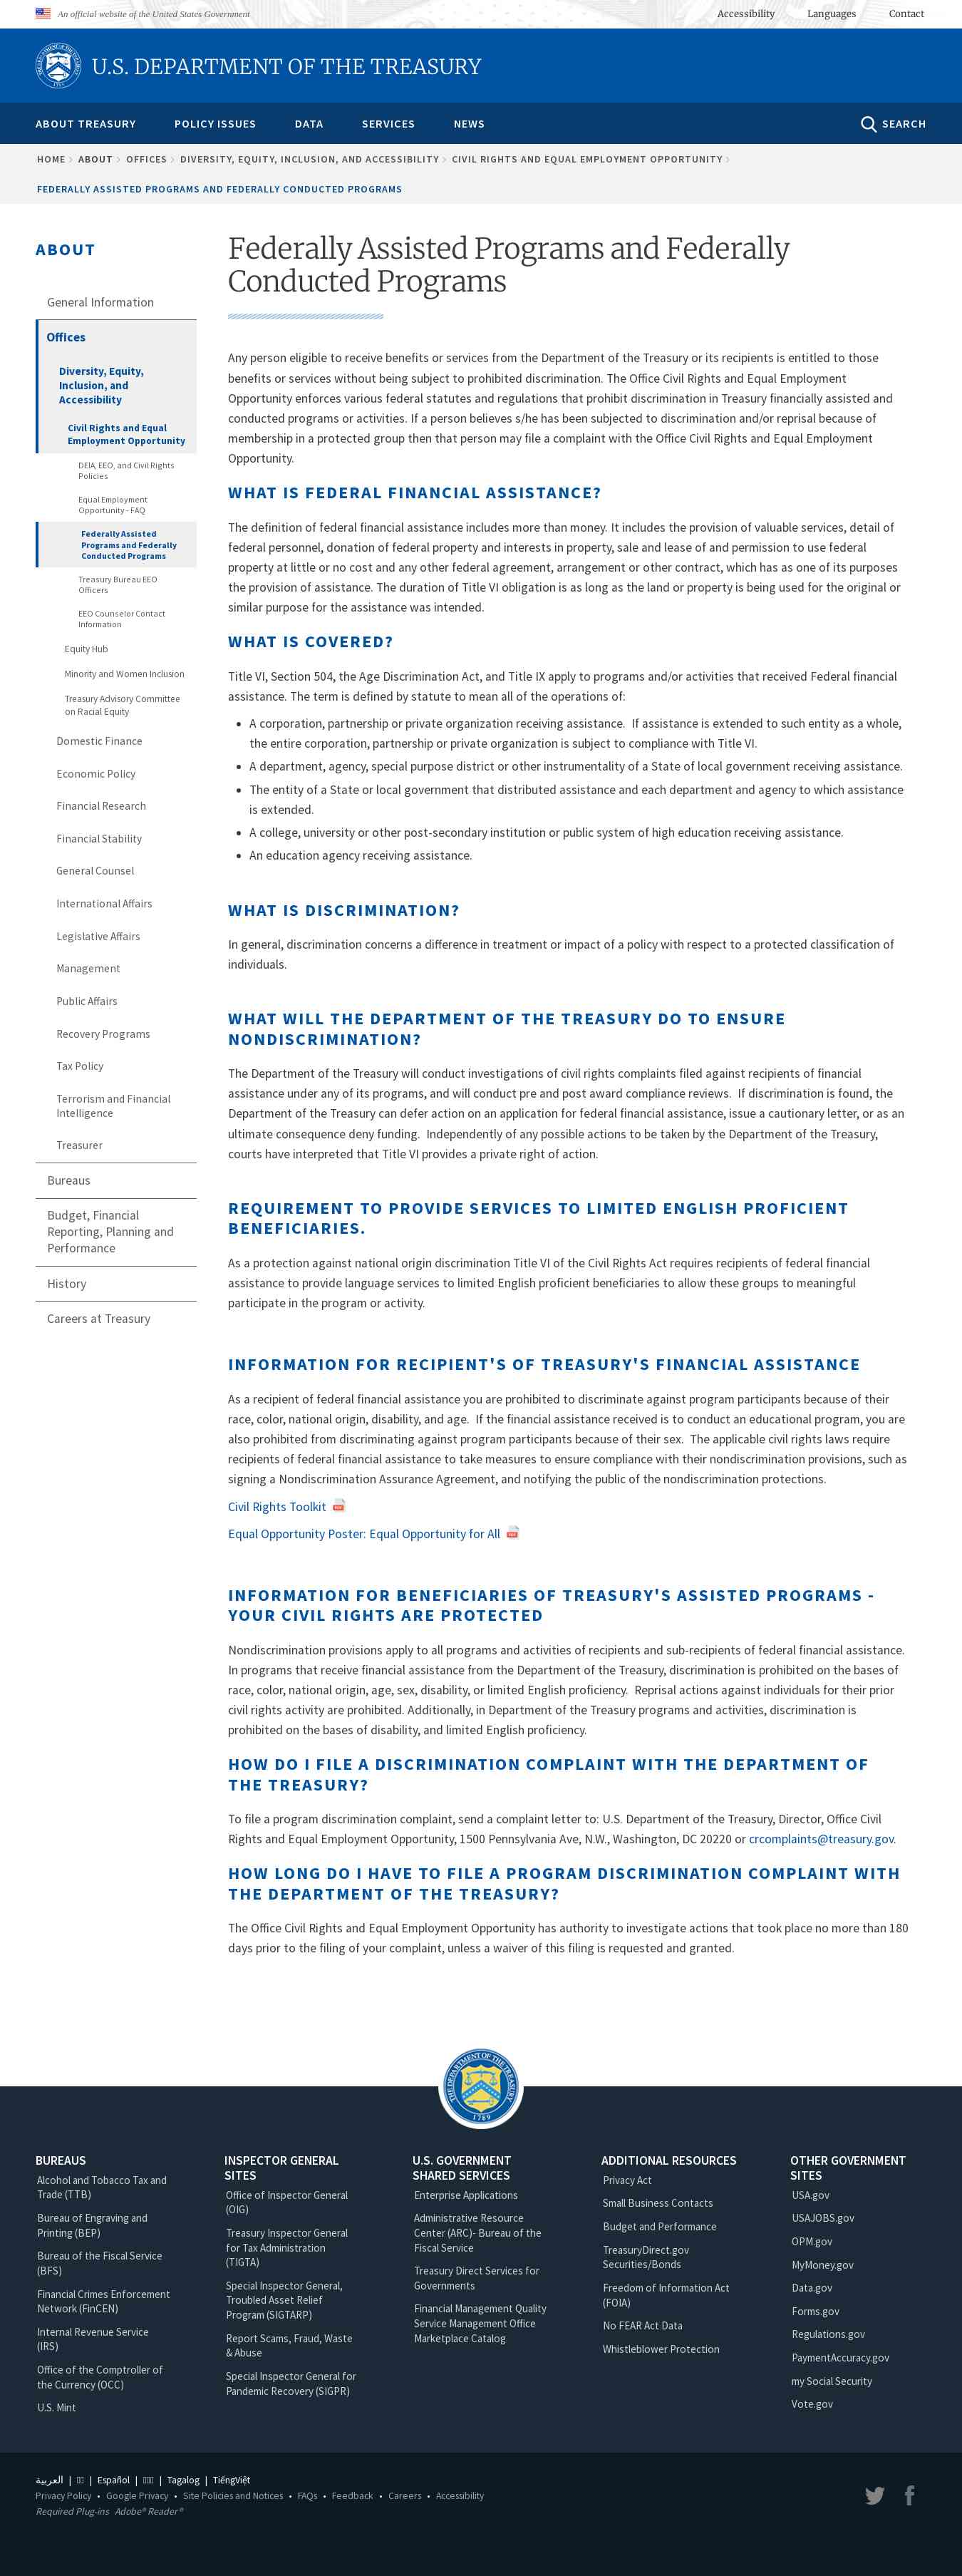 An official website of the United States Government
Accessibility Languages Contact
U.S. DEPARTMENT OF THE TREASURY
ABOUT TREASURY POLICY ISSUES DATA SERVICES NEWS SEARCH
HOME ABOUT OFFICES DIVERSITY, EQUITY, INCLUSION, AND ACCESSIBILITY CIVIL RIGHTS AND EQUAL EMPLOYMENT OPPORTUNITY
FEDERALLY ASSISTED PROGRAMS AND FEDERALLY CONDUCTED PROGRAMS
ABOUT
General Information
Offices
Diversity, Equity,
Inclusion, and
Accessibility
Civil Rights and Equal
Employment Opportunity
DEIA, EEO, and Civil Rights
Policies
Equal Employment
Opportunity - FAQ
Federally Assisted
Programs and Federally
Conducted Programs
Treasury Bureau EEO
Officers
EEO Counselor Contact
Information
Equity Hub
Minority and Women Inclusion
Treasury Advisory Committee
on Racial Equity
Domestic Finance
Economic Policy
Financial Research
Financial Stability
General Counsel
International Affairs
Legislative Affairs
Management
Public Affairs
Recovery Programs
Tax Policy
Terrorism and Financial
Intelligence
Treasurer
Bureaus
Budget, Financial
Reporting, Planning and
Performance
History
Careers at Treasury
Federally Assisted Programs and Federally
Conducted Programs
Any person eligible to receive benefits or services from the Department of the Treasury or its recipients is entitled to those
benefits or services without being subject to prohibited discrimination. The Office Civil Rights and Equal Employment
Opportunity enforces various federal statutes and regulations that prohibit discrimination in Treasury financially assisted and
conducted programs or activities. If a person believes s/he has been subjected to discrimination and/or reprisal because of
membership in a protected group then that person may file a complaint with the Office Civil Rights and Equal Employment
Opportunity.
WHAT IS FEDERAL FINANCIAL ASSISTANCE?
The definition of federal financial assistance includes more than money. It includes the provision of valuable services, detail of
federal personnel, donation of federal property and interests in property, sale and lease of and permission to use federal
property at little or no cost and any other federal agreement, arrangement or other contract, which has as one of its purposes
the provision of assistance. The duration of Title VI obligation is as long as the land or property is being used for the original or
similar purpose for the assistance was intended.
WHAT IS COVERED?
Title VI, Section 504, the Age Discrimination Act, and Title IX apply to programs and/or activities that received Federal financial
assistance. The term is defined by statute to mean all of the operations of:
• A corporation, partnership or private organization receiving assistance.  If assistance is extended to such entity as a whole,
the entire corporation, partnership or private organization is subject to compliance with Title VI.
• A department, agency, special purpose district or other instrumentality of a State of local government receiving assistance.
• The entity of a State or local government that distributed assistance and each department and agency to which assistance
is extended.
• A college, university or other post-secondary institution or public system of high education receiving assistance.
• An education agency receiving assistance.
WHAT IS DISCRIMINATION?
In general, discrimination concerns a difference in treatment or impact of a policy with respect to a protected classification of
individuals.
WHAT WILL THE DEPARTMENT OF THE TREASURY DO TO ENSURE
NONDISCRIMINATION?
The Department of the Treasury will conduct investigations of civil rights complaints filed against recipients of financial
assistance under any of its programs, and will conduct pre and post award compliance reviews.  If discrimination is found, the
Department of the Treasury can defer action on an application for federal financial assistance, issue a cautionary letter, or as an
ultimate consequence deny funding.  Independently of any possible actions to be taken by the Department of the Treasury,
courts have interpreted that Title VI provides a private right of action.
REQUIREMENT TO PROVIDE SERVICES TO LIMITED ENGLISH PROFICIENT
BENEFICIARIES.
As a protection against national origin discrimination Title VI of the Civil Rights Act requires recipients of federal financial
assistance to provide language services to limited English proficient beneficiaries to allow these groups to meaningful
participate in the program or activity.
INFORMATION FOR RECIPIENT'S OF TREASURY'S FINANCIAL ASSISTANCE
As a recipient of federal financial assistance you are prohibited to discriminate against program participants because of their
race, color, national origin, disability, and age.  If the financial assistance received is to conduct an educational program, you are
also prohibited from discriminating against program participants because of their sex.  The applicable civil rights laws require
recipients of federal financial assistance to take measures to ensure compliance with their nondiscrimination provisions, such as
signing a Nondiscrimination Assurance Agreement, and notifying the public of the nondiscrimination protections.
Civil Rights Toolkit
Equal Opportunity Poster: Equal Opportunity for All
INFORMATION FOR BENEFICIARIES OF TREASURY'S ASSISTED PROGRAMS -
YOUR CIVIL RIGHTS ARE PROTECTED
Nondiscrimination provisions apply to all programs and activities of recipients and sub-recipients of federal financial assistance.
In programs that receive financial assistance from the Department of the Treasury, discrimination is prohibited on the bases of
race, color, national origin, age, sex, disability, or limited English proficiency.  Reprisal actions against individuals for their prior
civil rights activity are prohibited. Additionally, in Department of the Treasury programs and activities, discrimination is
prohibited on the bases of disability, and limited English proficiency.
HOW DO I FILE A DISCRIMINATION COMPLAINT WITH THE DEPARTMENT OF
THE TREASURY?
To file a program discrimination complaint, send a complaint letter to: U.S. Department of the Treasury, Director, Office Civil
Rights and Equal Employment Opportunity, 1500 Pennsylvania Ave, N.W., Washington, DC 20220 or crcomplaints@treasury.gov.
HOW LONG DO I HAVE TO FILE A PROGRAM DISCRIMINATION COMPLAINT WITH
THE DEPARTMENT OF THE TREASURY?
The Office Civil Rights and Equal Employment Opportunity has authority to investigate actions that took place no more than 180
days prior to the filing of your complaint, unless a waiver of this filing is requested and granted.
THE DEPARTMENT OF THE TREASURY
1789
BUREAUS
Alcohol and Tobacco Tax and
Trade (TTB)
Bureau of Engraving and
Printing (BEP)
Bureau of the Fiscal Service
(BFS)
Financial Crimes Enforcement
Network (FinCEN)
Internal Revenue Service
(IRS)
Office of the Comptroller of
the Currency (OCC)
U.S. Mint
INSPECTOR GENERAL
SITES
Office of Inspector General
(OIG)
Treasury Inspector General
for Tax Administration
(TIGTA)
Special Inspector General,
Troubled Asset Relief
Program (SIGTARP)
Report Scams, Fraud, Waste
& Abuse
Special Inspector General for
Pandemic Recovery (SIGPR)
U.S. GOVERNMENT
SHARED SERVICES
Enterprise Applications
Administrative Resource
Center (ARC)- Bureau of the
Fiscal Service
Treasury Direct Services for
Governments
Financial Management Quality
Service Management Office
Marketplace Catalog
ADDITIONAL RESOURCES
Privacy Act
Small Business Contacts
Budget and Performance
TreasuryDirect.gov
Securities/Bonds
Freedom of Information Act
(FOIA)
No FEAR Act Data
Whistleblower Protection
OTHER GOVERNMENT
SITES
USA.gov
USAJOBS.gov
OPM.gov
MyMoney.gov
Data.gov
Forms.gov
Regulations.gov
PaymentAccuracy.gov
my Social Security
Vote.gov
العربية | | Español | | Tagalog | TiếngViệt
Privacy Policy • Google Privacy • Site Policies and Notices • FAQs • Feedback • Careers • Accessibility
Required Plug-ins Adobe® Reader®